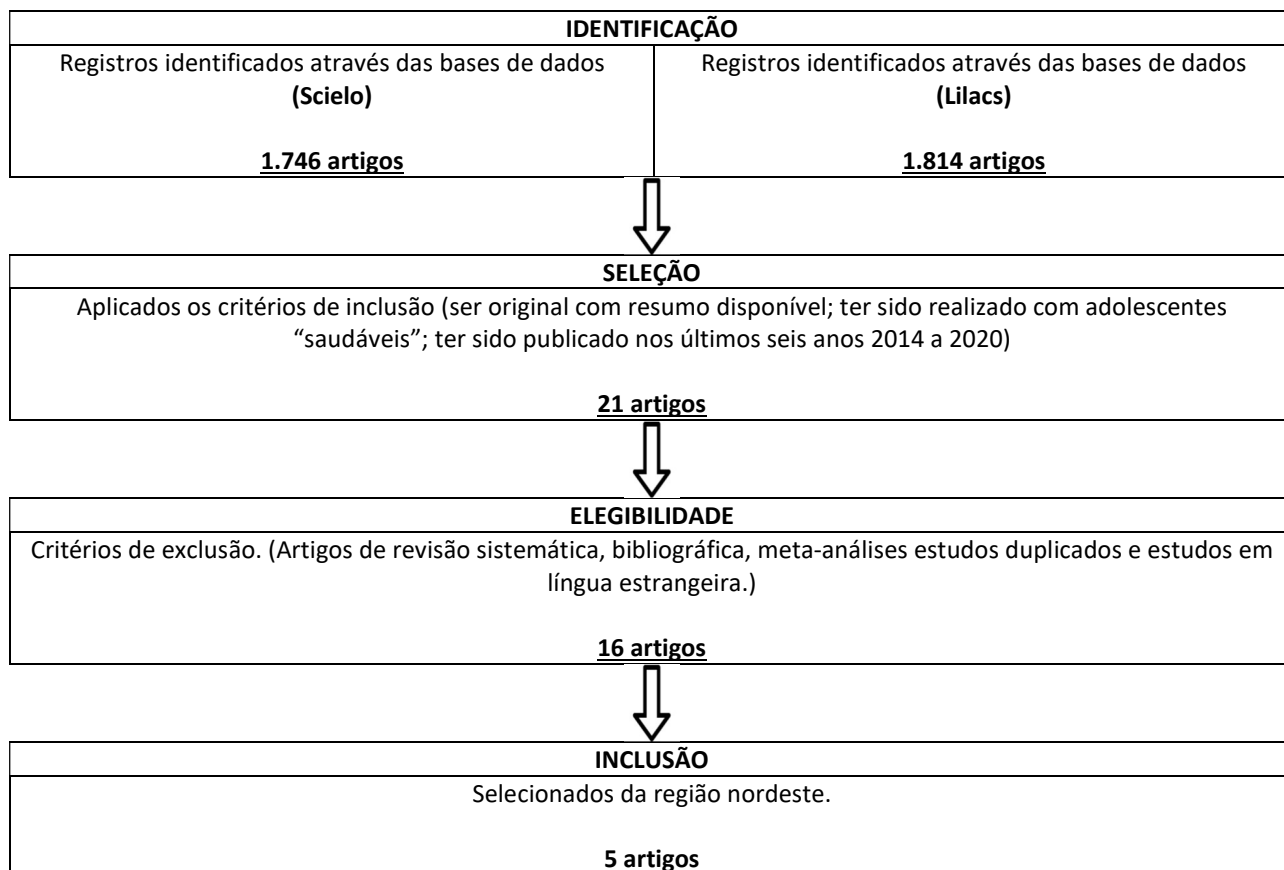 IDENTIFICAÇÃO
Registros identificados através das bases de dados
(Scielo)
1.746 artigos
Registros identificados através das bases de dados
(Lilacs)
1.814 artigos
SELEÇÃO
Aplicados os critérios de inclusão (ser original com resumo disponível; ter sido realizado com adolescentes
“saudáveis”; ter sido publicado nos últimos seis anos 2014 a 2020)
21 artigos
ELEGIBILIDADE
Critérios de exclusão. (Artigos de revisão sistemática, bibliográfica, meta-análises estudos duplicados e estudos em
língua estrangeira.)
16 artigos
INCLUSÃO
Selecionados da região nordeste.
5 artigos